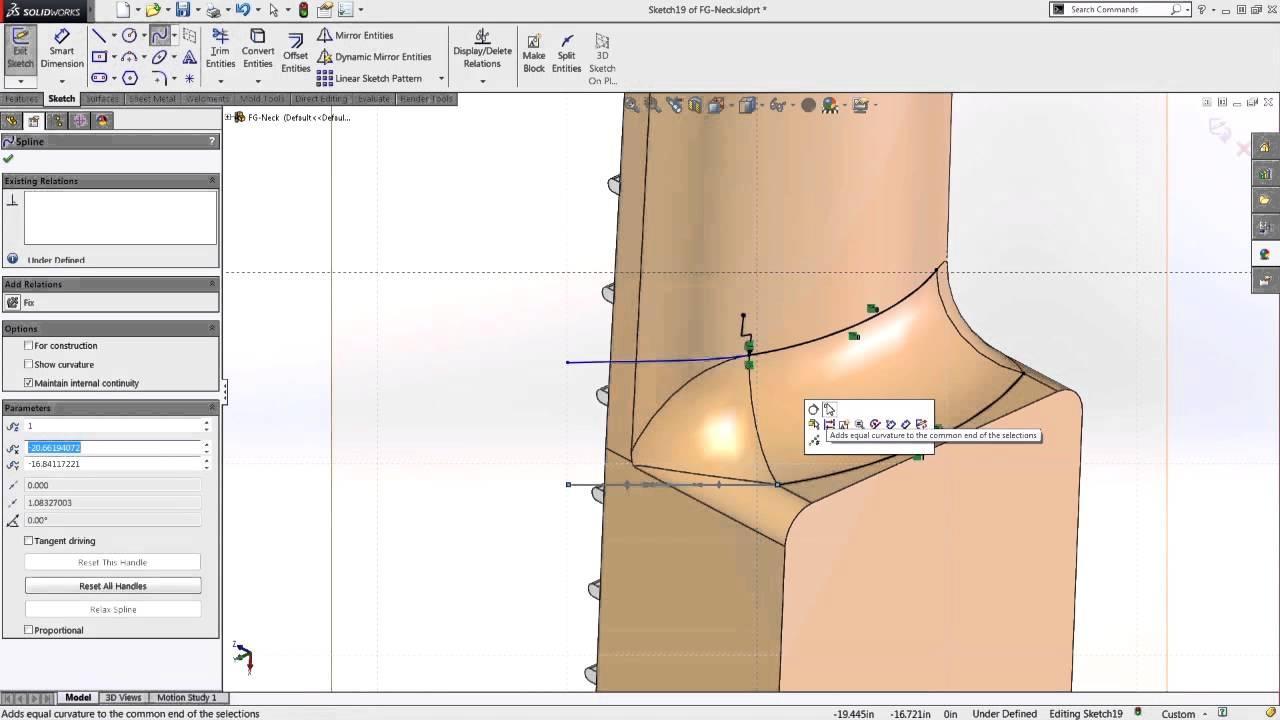 SOLIDWORKS
Sketch19 of FG-Neck.sldprt *
Search Commands
Exit Sketch
Smart Dimension
Trim Entities
Convert Entities
Offset Entities
Mirror Entities
Dynamic Mirror Entities
Linear Sketch Pattern
Display/Delete Relations
Make Block
Split Entities
3D Sketch On Pl...
Features
Sketch
Surfaces
Sheet Metal
Weldments
Mold Tools
Direct Editing
Evaluate
Render Tools
FG-Neck (Default<<Defaul...
Spline
?
Existing Relations
Under Defined
Add Relations
Fix
Options
For construction
Show curvature
Maintain internal continuity
Parameters
1
-20.66194072
-16.84117221
0.000
1.08327003
0.00°
Tangent driving
Reset This Handle
Reset All Handles
Relax Spline
Proportional
Adds equal curvature to the common end of the selections
Model
3D Views
Motion Study 1
Adds equal curvature to the common end of the selections
-19.445in
-16.721in
0in
Under Defined
Editing Sketch19
Custom